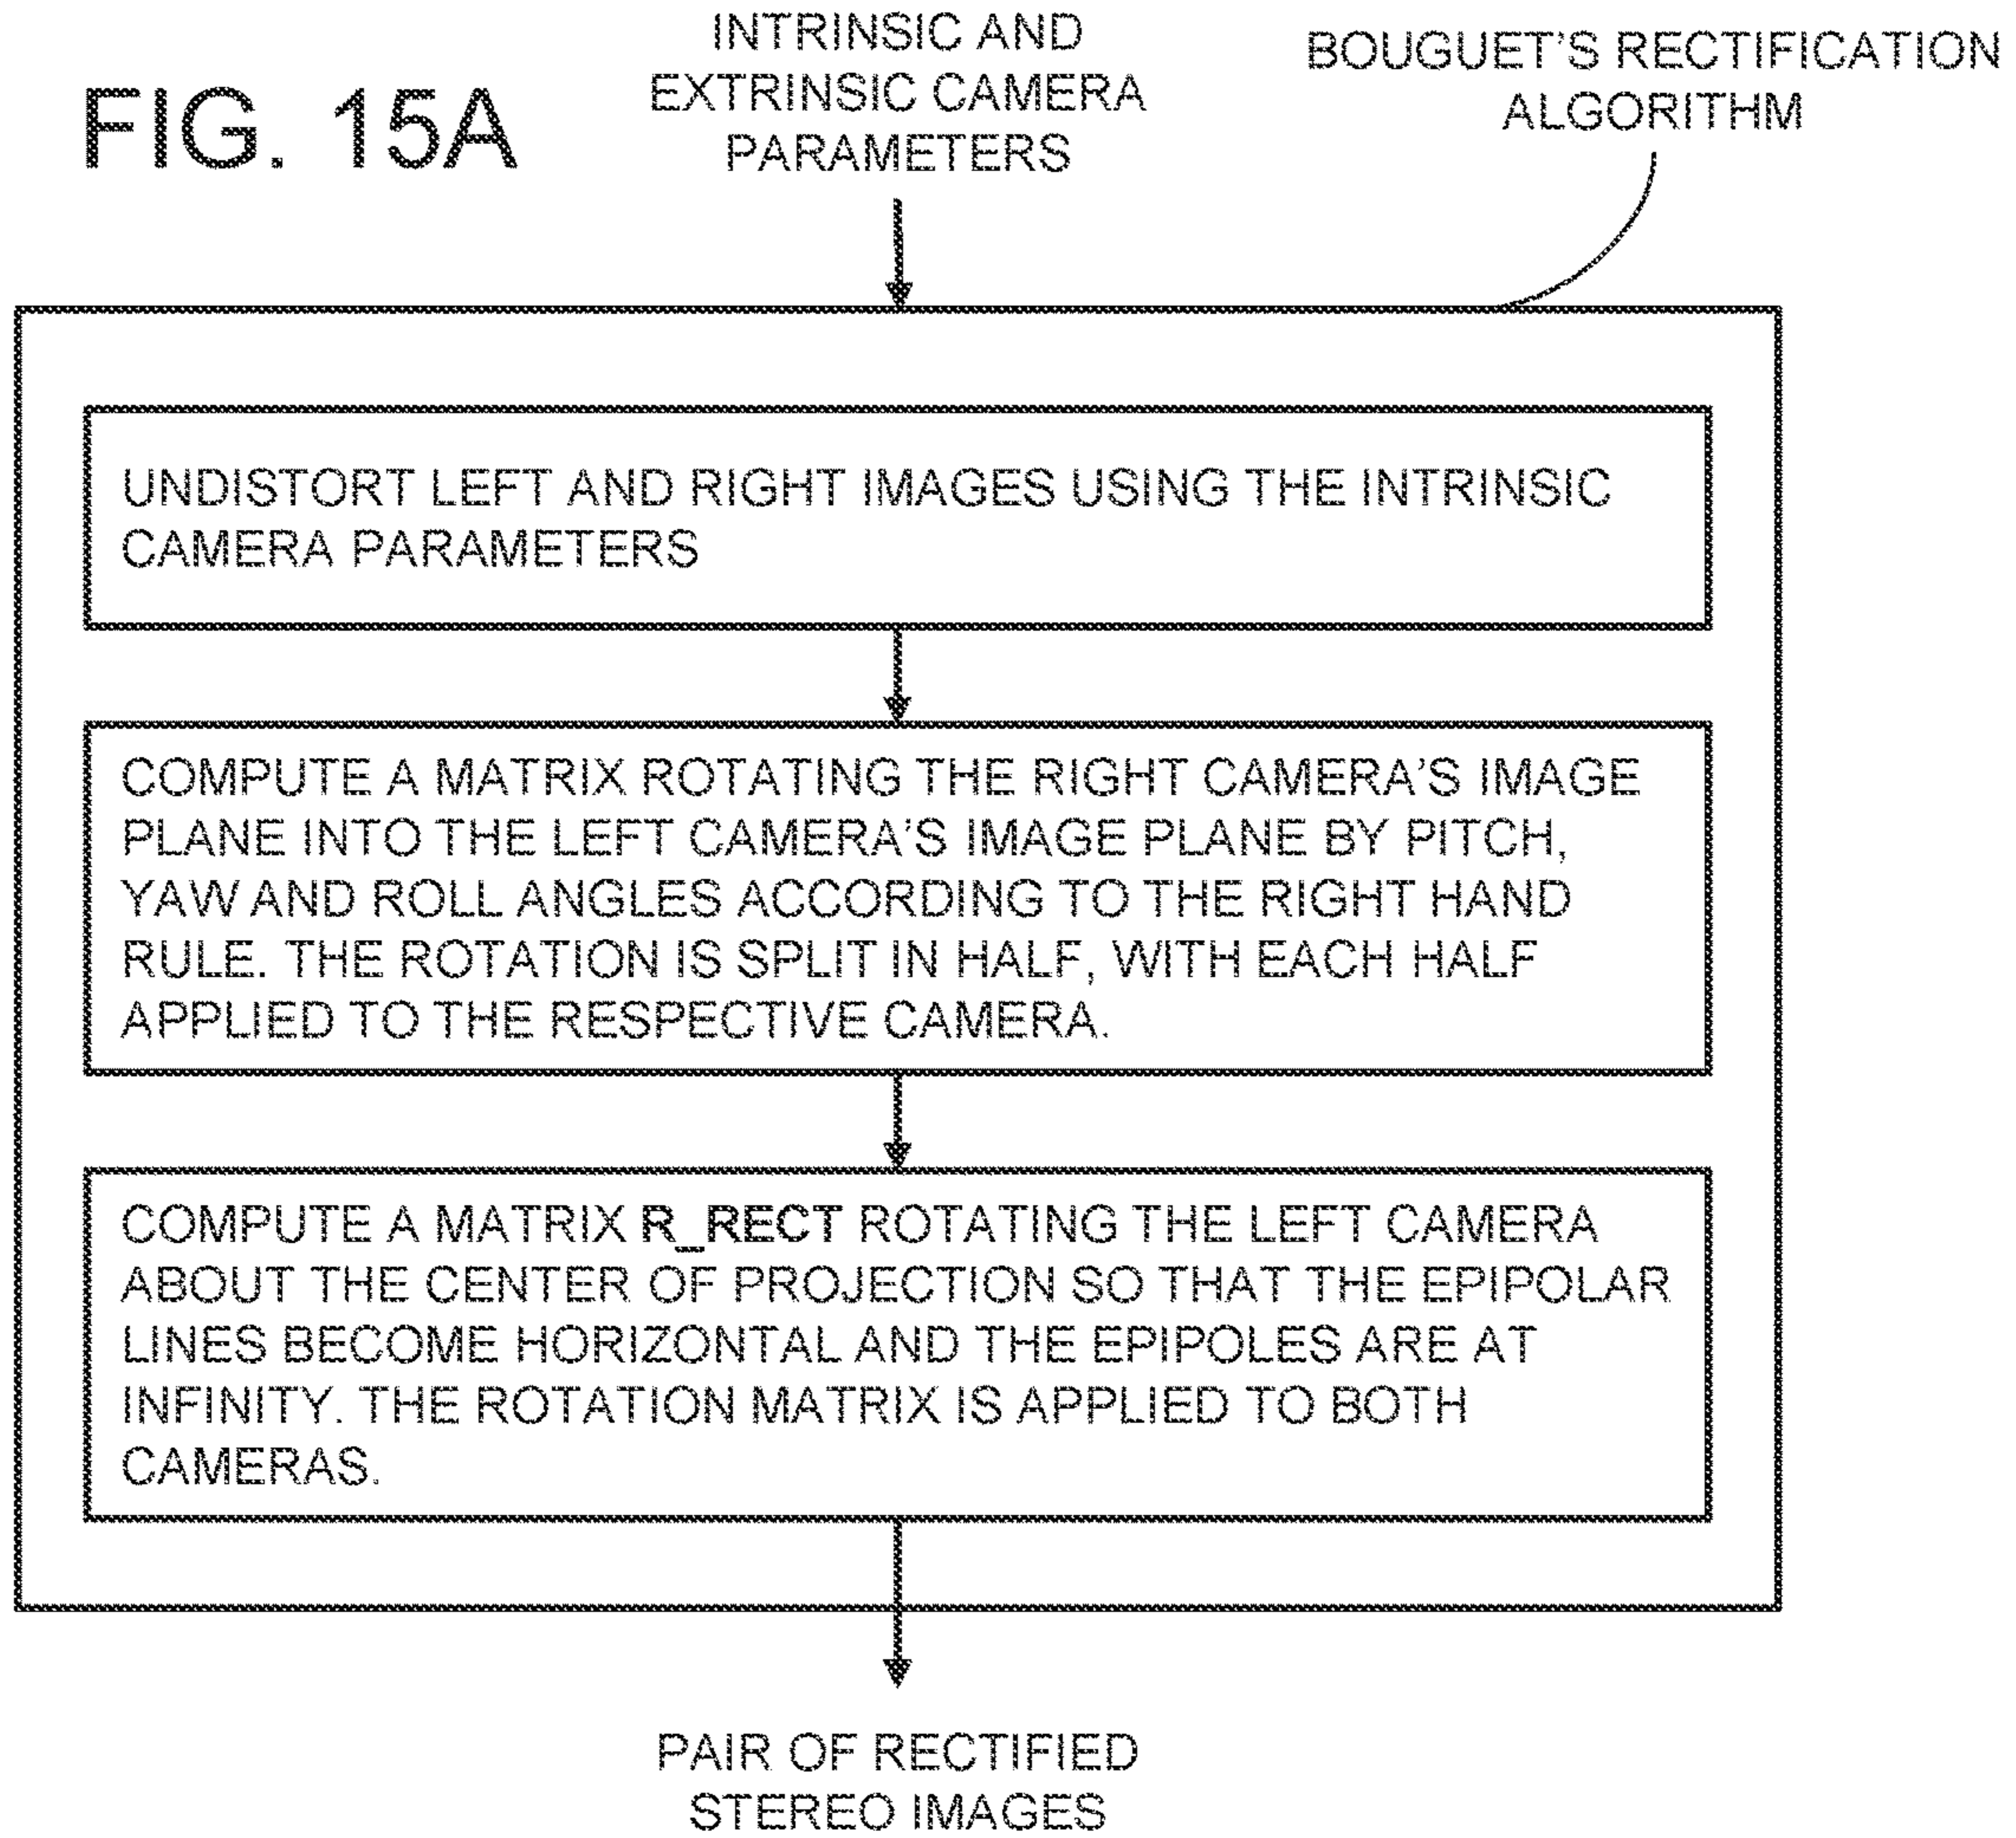 FIG. 15A
INTRINSIC AND
EXTRINSIC CAMERA
PARAMETERS
BOUGUET'S RECTIFICATION
ALGORITHM
UNDISTORT LEFT AND RIGHT IMAGES USING THE INTRINSIC
CAMERA PARAMETERS
COMPUTE A MATRIX ROTATING THE RIGHT CAMERA'S IMAGE
PLANE INTO THE LEFT CAMERA'S IMAGE PLANE BY PITCH,
YAW AND ROLL ANGLES ACCORDING TO THE RIGHT HAND
RULE. THE ROTATION IS SPLIT IN HALF, WITH EACH HALF
APPLIED TO THE RESPECTIVE CAMERA.
COMPUTE A MATRIX R_RECT ROTATING THE LEFT CAMERA
ABOUT THE CENTER OF PROJECTION SO THAT THE EPIPOLAR
LINES BECOME HORIZONTAL AND THE EPIPOLES ARE AT
INFINITY. THE ROTATION MATRIX IS APPLIED TO BOTH
CAMERAS.
PAIR OF RECTIFIED
STEREO IMAGES